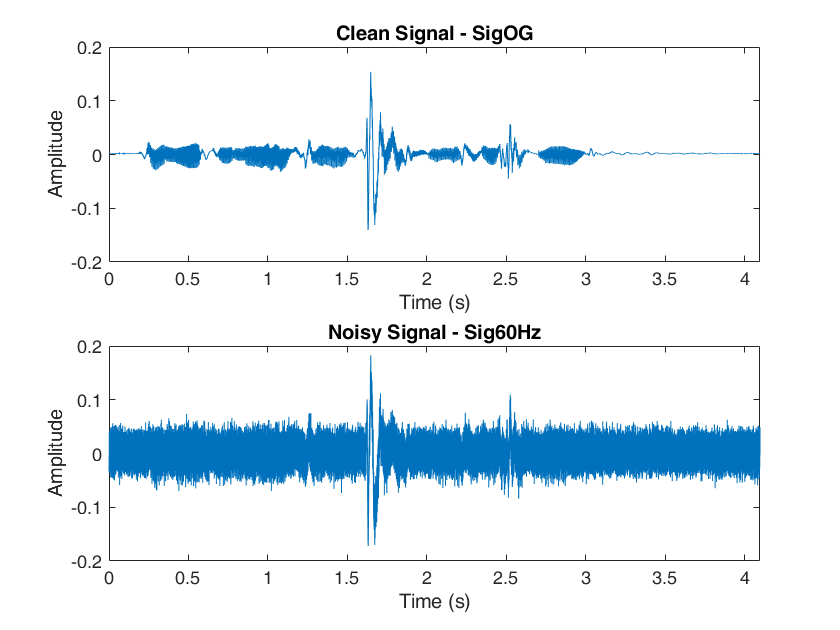 Clean Signal - SigOG
0.2
0.1
0
-0.1
-0.2
Amplitude
0 0.5 1 1.5 2 2.5 3 3.5 4
Time (s)
Noisy Signal - Sig60Hz
0.2
0.1
0
-0.1
-0.2
Amplitude
0 0.5 1 1.5 2 2.5 3 3.5 4
Time (s)